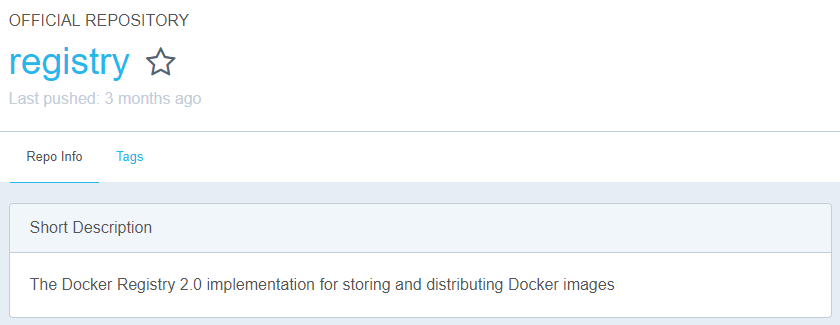 OFFICIAL REPOSITORY
registry
Last pushed: 3 months ago
Repo Info Tags
Short Description
The Docker Registry 2.0 implementation for storing and distributing Docker images